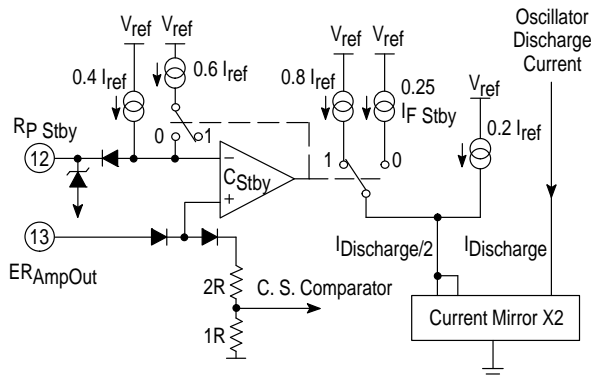 Oscillator
Discharge
Current
Vref Vref Vref Vref
0.4 Iref 0.6 Iref 0.8 Iref 0.25
IF Stby
Vref
0.2 Iref
RP Stby
12
0 1
1 0
–
CStby
+
13
ERAmpOut
IDischarge/2 IDischarge
2R
C. S. Comparator
1R
Current Mirror X2